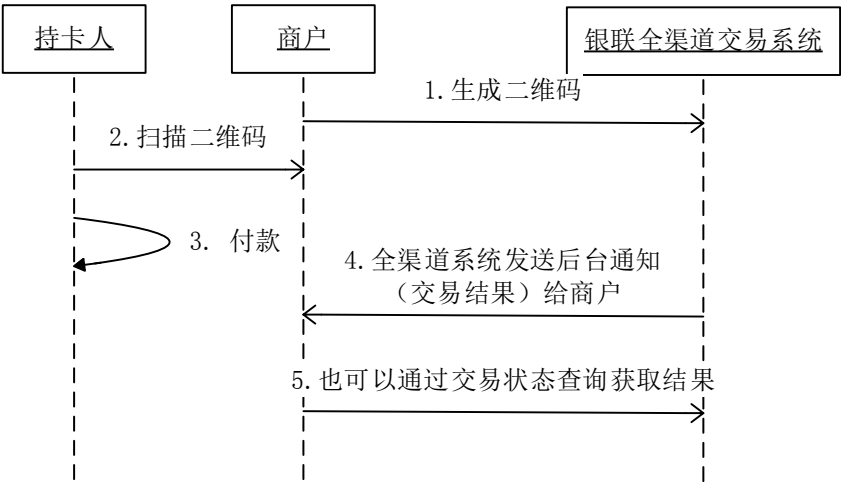 持卡人
商户
银联全渠道交易系统
1.生成二维码
2.扫描二维码
3. 付款
4.全渠道系统发送后台通知
（交易结果）给商户
5.也可以通过交易状态查询获取结果